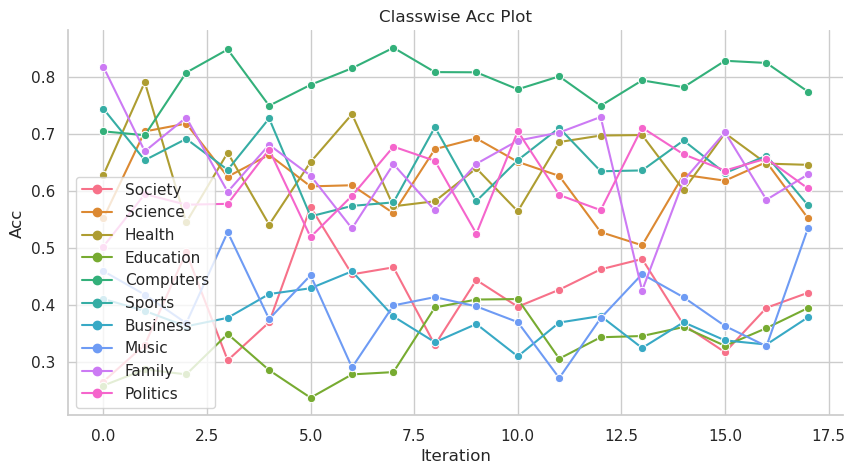 Classwise Acc Plot
Acc
0.8
0.7
0.6
0.5
0.4
0.3
Society
Science
Health
Education
Computers
Sports
Business
Music
Family
Politics
0.0 2.5 5.0 7.5 10.0 12.5 15.0 17.5
Iteration